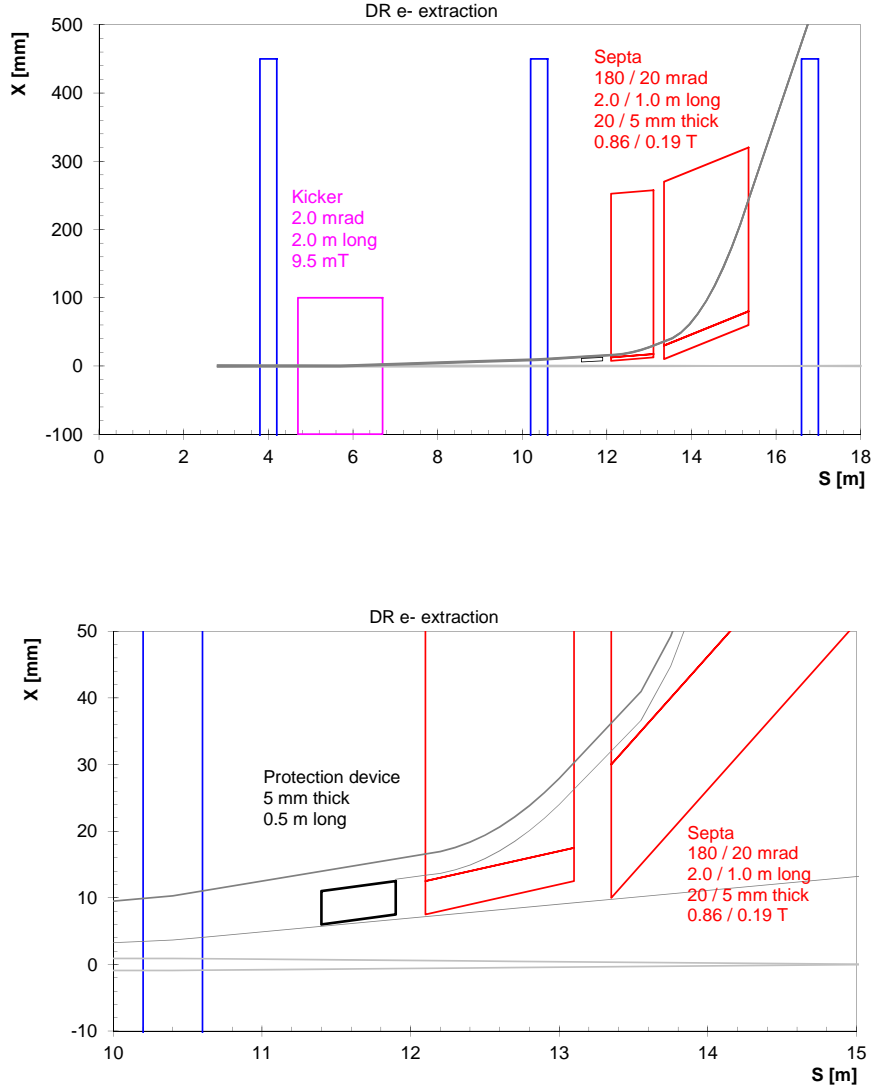 DR e- extraction
X [mm]
500
400
300
200
100
0
-100
Septa
180 / 20 mrad
2.0 / 1.0 m long
20 / 5 mm thick
0.86 / 0.19 T
Kicker
2.0 mrad
2.0 m long
9.5 mT
0 2 4 6 8 10 12 14 16 18
S [m]
DR e- extraction
X [mm]
50
40
30
20
10
0
-10
Protection device
5 mm thick
0.5 m long
Septa
180 / 20 mrad
2.0 / 1.0 m long
20 / 5 mm thick
0.86 / 0.19 T
10 11 12 13 14 15
S [m]